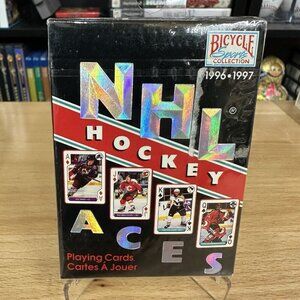 BICYCLE
Sports
COLLECTION
1996•1997
NHL
®
HOCKEY
A
A
A
A
ACES
Playing Cards
Cartes À Jouer